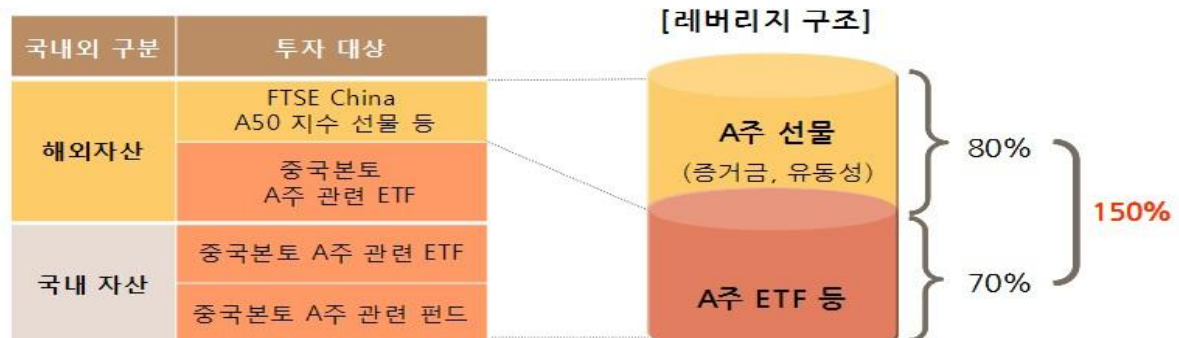 [레버리지 구조]
국내외 구분
투자 대상
해외자산
FTSE China
A50 지수 선물 등
중국본토
A주 관련 ETF
국내 자산
중국본토 A주 관련 ETF
중국본토 A주 관련 펀드
A주 선물
(증거금, 유동성)
A주 ETF 등
80%
70%
150%